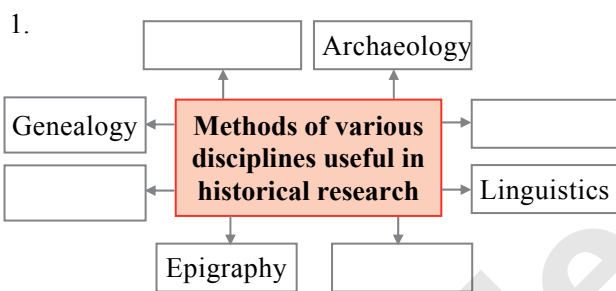 1.
Archaeology
Genealogy
Methods of various
disciplines useful in
historical research
Linguistics
Epigraphy